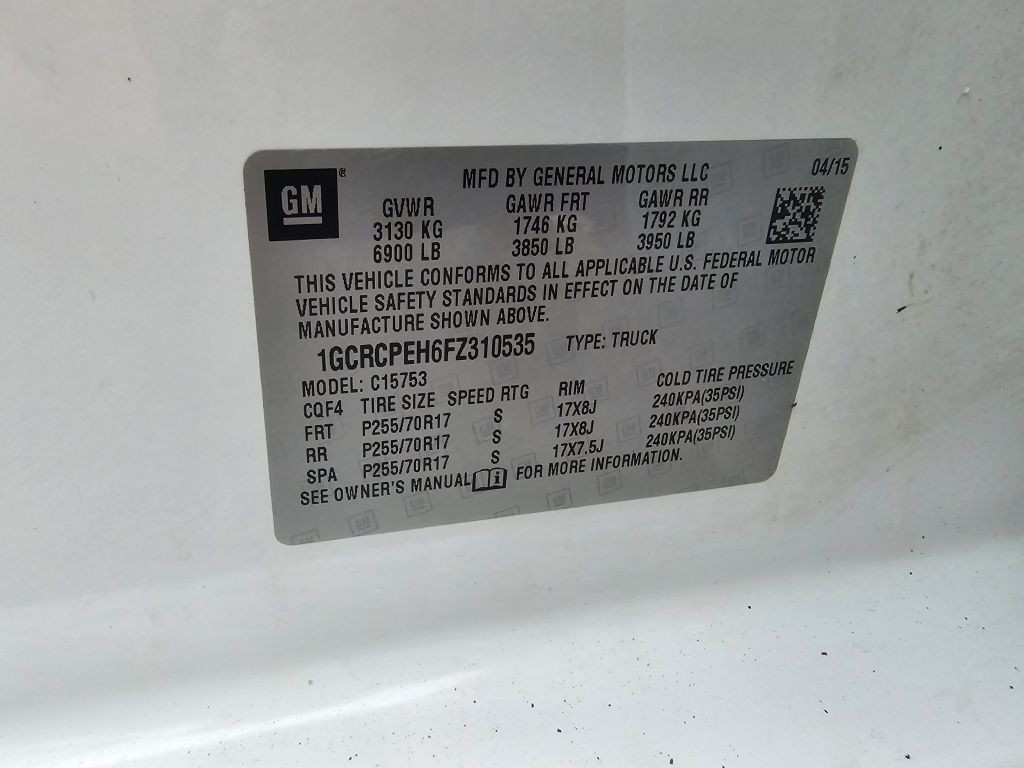 GM®
MFD BY GENERAL MOTORS LLC 04/15
GVWR GAWR FRT GAWR RR
3130 KG 1746 KG 1792 KG
6900 LB 3850 LB 3950 LB
THIS VEHICLE CONFORMS TO ALL APPLICABLE U.S. FEDERAL MOTOR
VEHICLE SAFETY STANDARDS IN EFFECT ON THE DATE OF
MANUFACTURE SHOWN ABOVE.
1GCRCPEH6FZ310535 TYPE: TRUCK
MODEL: C15753
CQF4 TIRE SIZE SPEED RTG RIM COLD TIRE PRESSURE
FRT P255/70R17 S 17X8J 240KPA(35PSI)
RR P255/70R17 S 17X8J 240KPA(35PSI)
SPA P255/70R17 S 17X7.5J 240KPA(35PSI)
SEE OWNER'S MANUAL i FOR MORE INFORMATION.